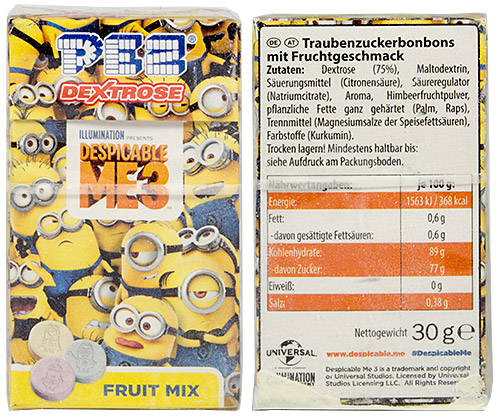 PEZ
DEXTROSE
ILLUMINATION PRESENTS
DESPICABLE
ME3
FRUIT MIX
DE AT Traubenzuckerbonbons
mit Fruchtgeschmack
Zutaten: Dextrose (75%), Maltodextrin,
Säuerungsmittel (Citronensäure), Säureregulator
(Natriumcitrate), Aroma, Himbeerfruchtpulver,
pflanzliche Fette ganz gehärtet (Palm, Raps),
Trennmittel (Magnesiumsalze der Speisefettsäuren),
Farbstoff (Kurkumin).
Trocken lagern! Mindestens haltbar bis:
siehe Aufdruck am Packungsboden.
Nährwertangaben: je 100 g:
Energie: 1563 kJ / 368 kcal
Fett: 0,6 g
-davon gesättigte Fettsäuren: 0,6 g
Kohlenhydrate: 89 g
-davon Zucker: 77 g
Eiweiß: 0 g
Salz: 0,38 g
Nettogewicht 30 g e
UNIVERSAL
www.despicable.me #DespicableMe
Despicable Me 3 is a trademark and copyright
of Universal Studios. Licensed by Universal
Studios Licensing LLC. All Rights Reserved.